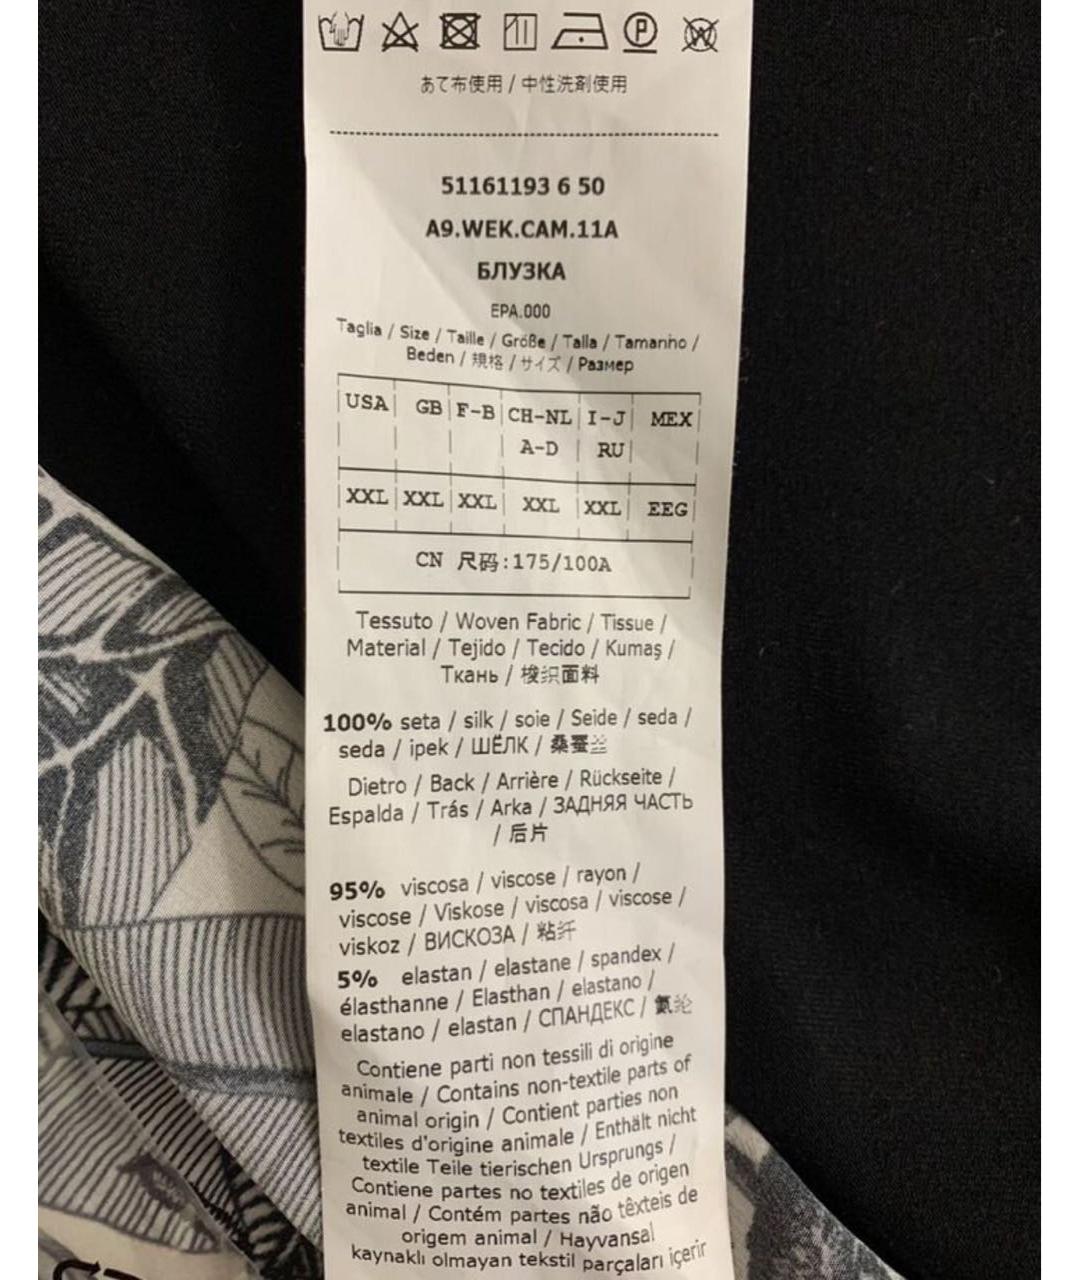 あて布使用 / 中性洗剤使用
51161193 6 50
A9.WEK.CAM.11A
БЛУЗКА
EPA.000
Taglia / Size / Taille / Größe / Talla / Tamanho /
Beden / 規格 / サイズ / Размер
USA GB F-B CH-NL I-J MEX
A-D RU
XXL XXL XXL XXL XXL EEG
CN 尺码:175/100A
Tessuto / Woven Fabric / Tissue /
Material / Tejido / Tecido / Kumaş /
Ткань / 梭织面料
100% seta / silk / soie / Seide / seda /
seda / ipek / ШЁЛК / 桑蚕丝
Dietro / Back / Arrière / Rückseite /
Espalda / Trás / Arka / ЗАДНЯЯ ЧАСТЬ
/ 后片
95% viscosa / viscose / rayon /
viscose / Viskose / viscosa / viscose /
viskoz / ВИСКОЗА / 粘纤
5% elastan / elastane / spandex /
élasthanne / Elasthan / elastano /
elastano / elastan / СПАНДЕКС / 氨纶
Contiene parti non tessili di origine
animale / Contains non-textile parts of
animal origin / Contient parties non
textiles d'origine animale / Enthält nicht
textile Teile tierischen Ursprungs /
Contiene partes no textiles de origen
animal / Contém partes não têxteis de
origem animal / Hayvansal
kaynaklı olmayan tekstil parçaları içerir